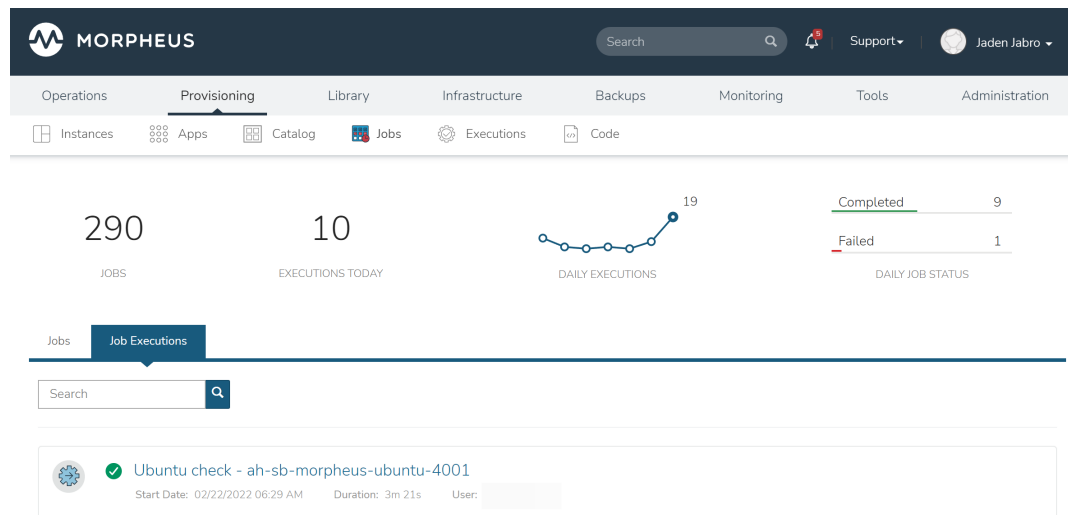 MORPHEUS
Search
5
Support
Jaden Jabro
Operations Provisioning Library Infrastructure Backups Monitoring Tools Administration
Instances Apps Catalog Jobs Executions Code
290
JOBS
10
EXECUTIONS TODAY
19
DAILY EXECUTIONS
Completed 9
Failed 1
DAILY JOB STATUS
Jobs Job Executions
Search
Ubuntu check - ah-sb-morpheus-ubuntu-4001
Start Date: 02/22/2022 06:29 AM Duration: 3m 21s User: